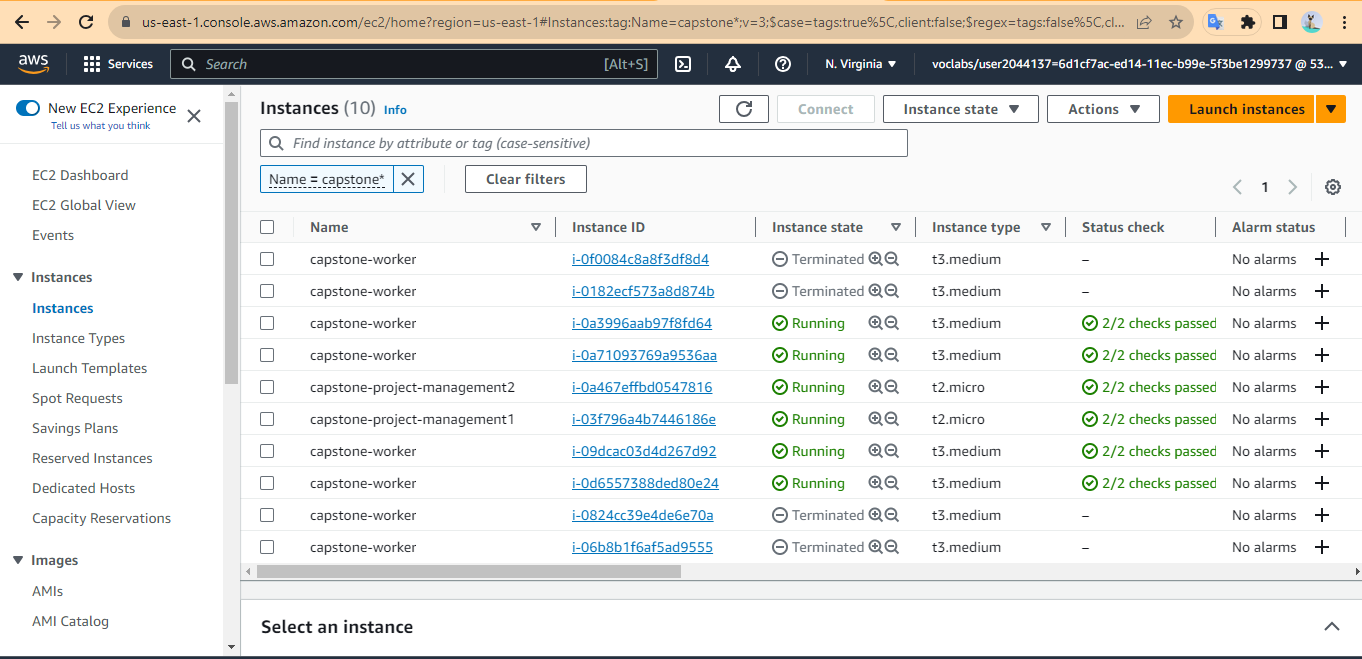 us-east-1.console.aws.amazon.com/ec2/home?region=us-east-1#Instances:tag:Name=capstone*;v=3;$case=tags:true%5C,client:false;$regex=tags:false%5C,cl...
aws Services Search [Alt+S] N. Virginia voclabs/user2044137=6d1cf7ac-ed14-11ec-b99e-5f3be1299737 @ 53...
New EC2 Experience
Tell us what you think
EC2 Dashboard
EC2 Global View
Events
Instances
Instances
Instance Types
Launch Templates
Spot Requests
Savings Plans
Reserved Instances
Dedicated Hosts
Capacity Reservations
Images
AMIs
AMI Catalog
Instances (10) Info
Connect Instance state Actions Launch instances
Find instance by attribute or tag (case-sensitive)
Name = capstone* Clear filters
1
Name Instance ID Instance state Instance type Status check Alarm status
capstone-worker i-0f0084c8a8f3df8d4 Terminated t3.medium – No alarms
capstone-worker i-0182ecf573a8d874b Terminated t3.medium – No alarms
capstone-worker i-0a3996aab97f8fd64 Running t3.medium 2/2 checks passed No alarms
capstone-worker i-0a71093769a9536aa Running t3.medium 2/2 checks passed No alarms
capstone-project-management2 i-0a467effbd0547816 Running t2.micro 2/2 checks passed No alarms
capstone-project-management1 i-03f796a4b7446186e Running t2.micro 2/2 checks passed No alarms
capstone-worker i-09dcac03d4d267d92 Running t3.medium 2/2 checks passed No alarms
capstone-worker i-0d6557388ded80e24 Running t3.medium 2/2 checks passed No alarms
capstone-worker i-0824cc39e4de6e70a Terminated t3.medium – No alarms
capstone-worker i-06b8b1f6af5ad9555 Terminated t3.medium – No alarms
Select an instance